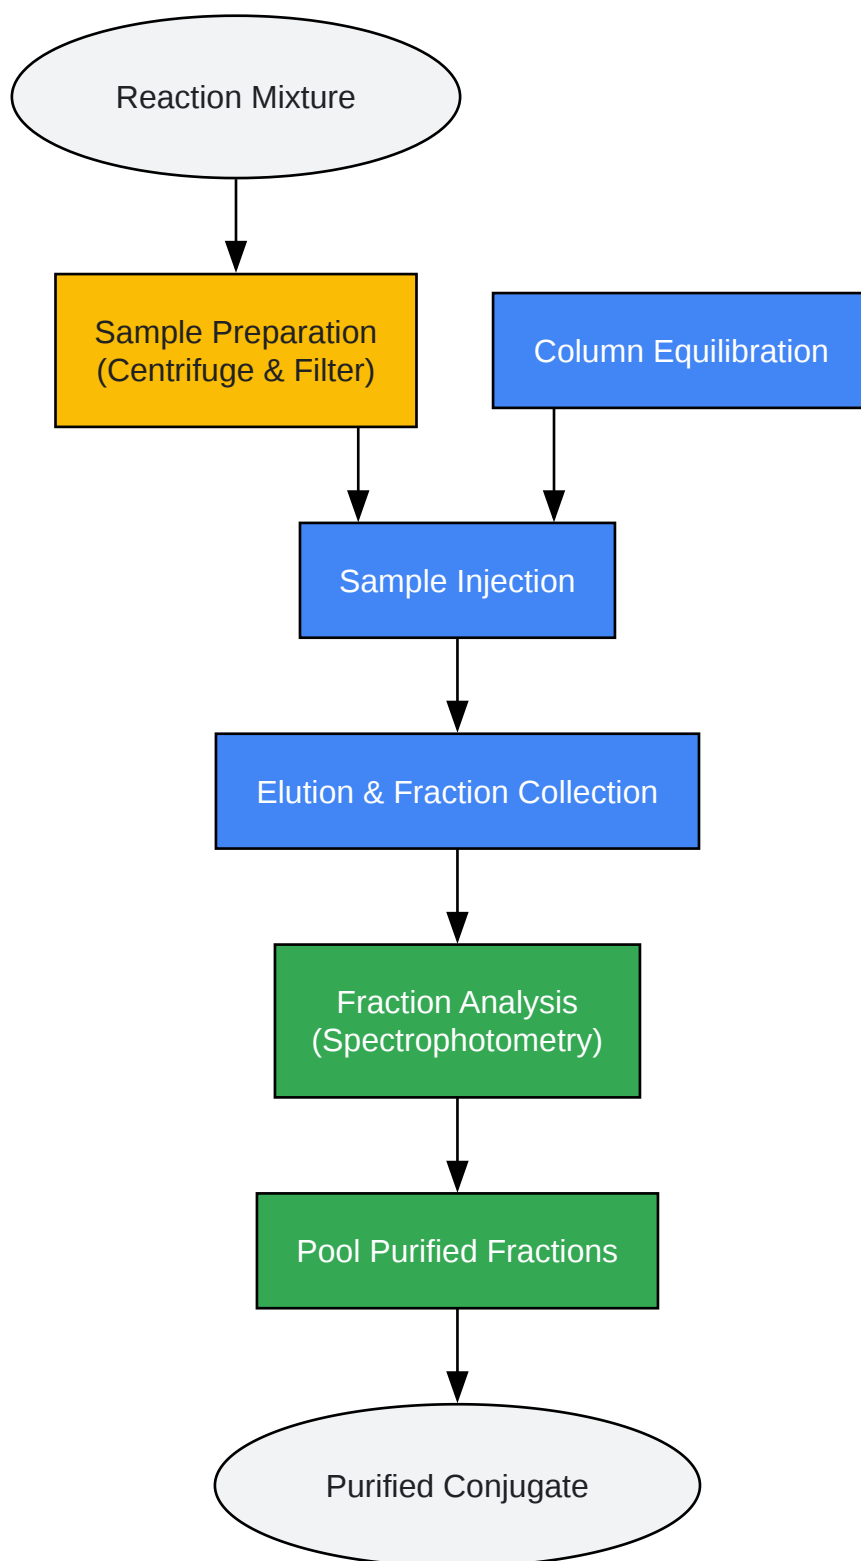 Reaction Mixture
Sample Preparation
(Centrifuge & Filter)
Column Equilibration
Sample Injection
Elution & Fraction Collection
Fraction Analysis
(Spectrophotometry)
Pool Purified Fractions
Purified Conjugate